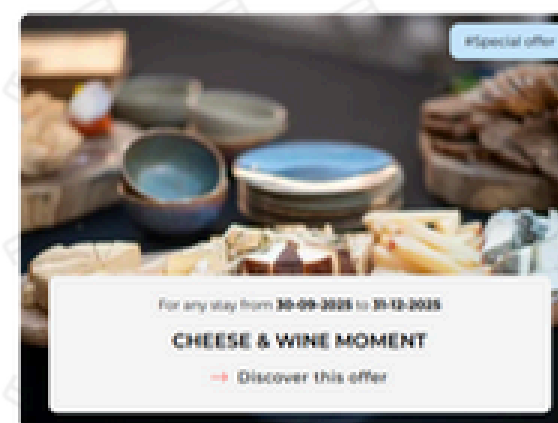 #Special offer
For any stay from 30-09-2025 to 31-12-2025
CHEESE & WINE MOMENT
→ Discover this offer